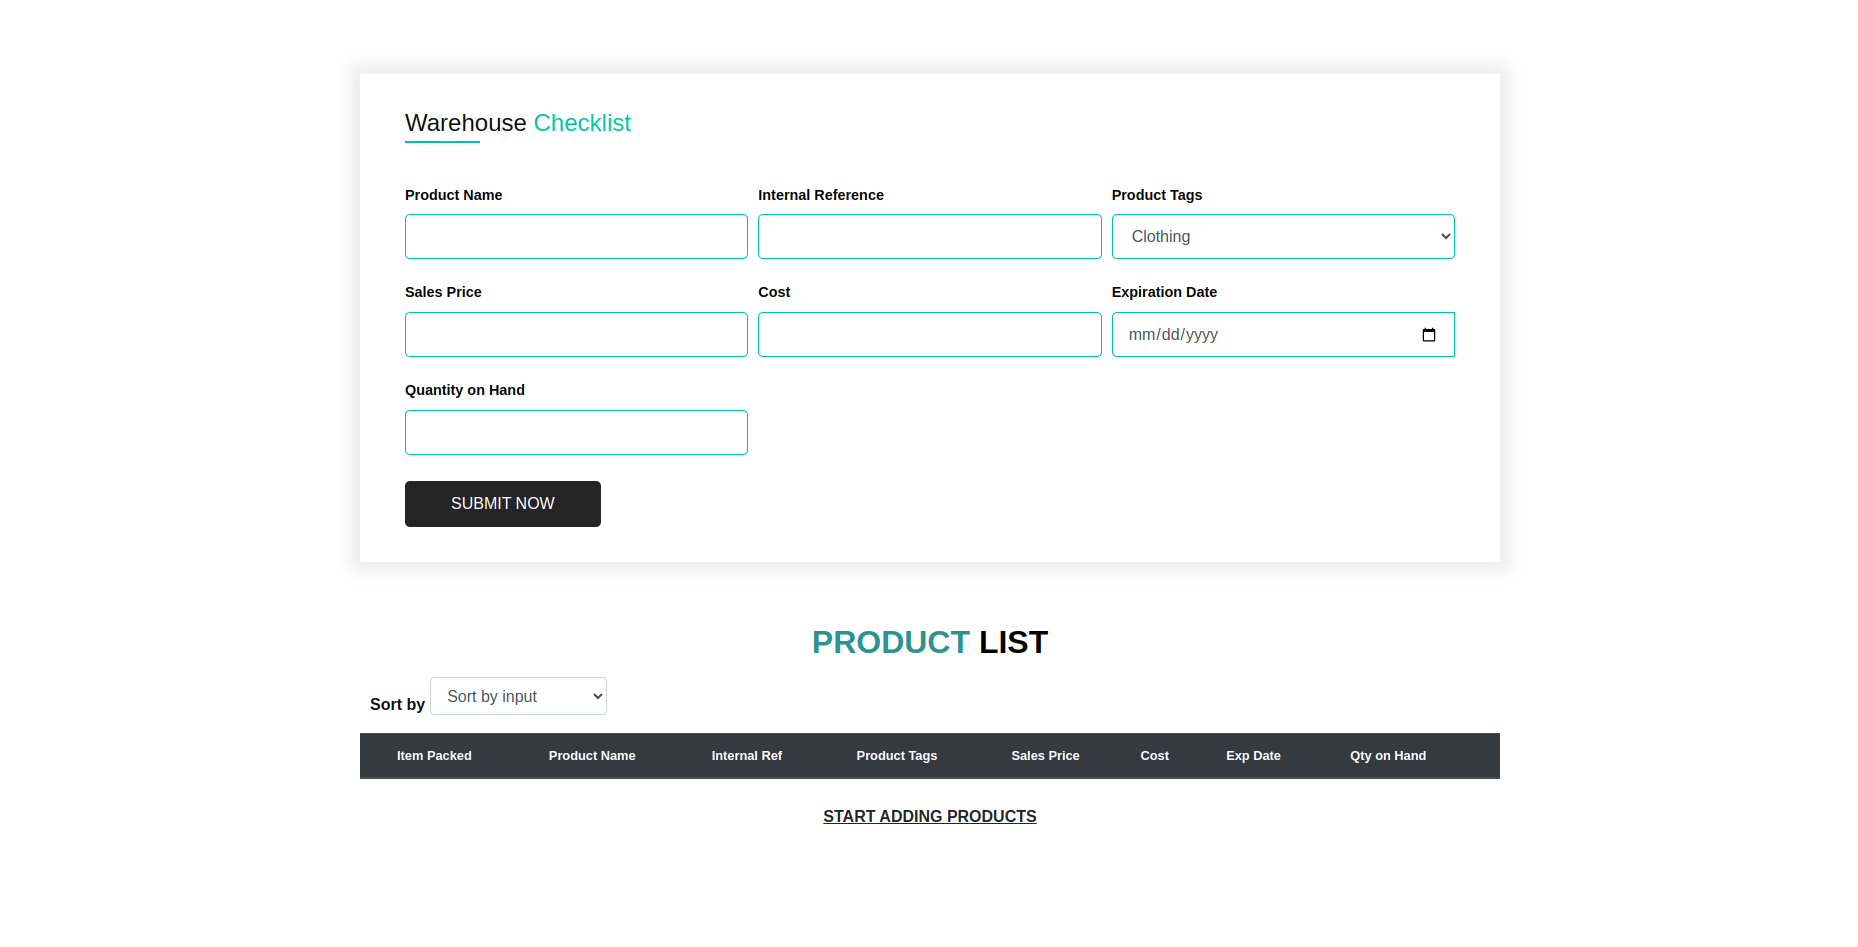 Warehouse Checklist
Product Name Internal Reference Product Tags
Clothing
Sales Price Cost Expiration Date
mm/dd/yyyy
Quantity on Hand
SUBMIT NOW
PRODUCT LIST
Sort by Sort by input
Item Packed Product Name Internal Ref Product Tags Sales Price Cost Exp Date Qty on Hand
START ADDING PRODUCTS